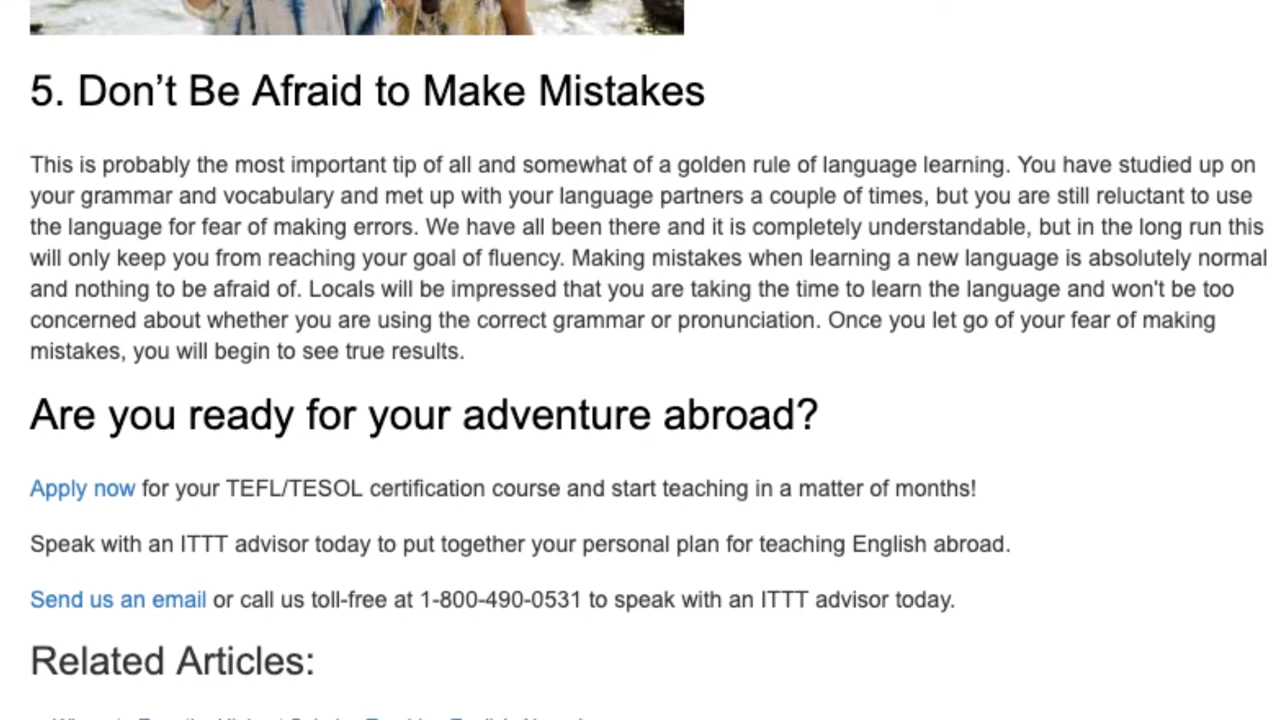 5. Don’t Be Afraid to Make Mistakes
This is probably the most important tip of all and somewhat of a golden rule of language learning. You have studied up on
your grammar and vocabulary and met up with your language partners a couple of times, but you are still reluctant to use
the language for fear of making errors. We have all been there and it is completely understandable, but in the long run this
will only keep you from reaching your goal of fluency. Making mistakes when learning a new language is absolutely normal
and nothing to be afraid of. Locals will be impressed that you are taking the time to learn the language and won't be too
concerned about whether you are using the correct grammar or pronunciation. Once you let go of your fear of making
mistakes, you will begin to see true results.
Are you ready for your adventure abroad?
Apply now for your TEFL/TESOL certification course and start teaching in a matter of months!
Speak with an ITTT advisor today to put together your personal plan for teaching English abroad.
Send us an email or call us toll-free at 1-800-490-0531 to speak with an ITTT advisor today.
Related Articles: